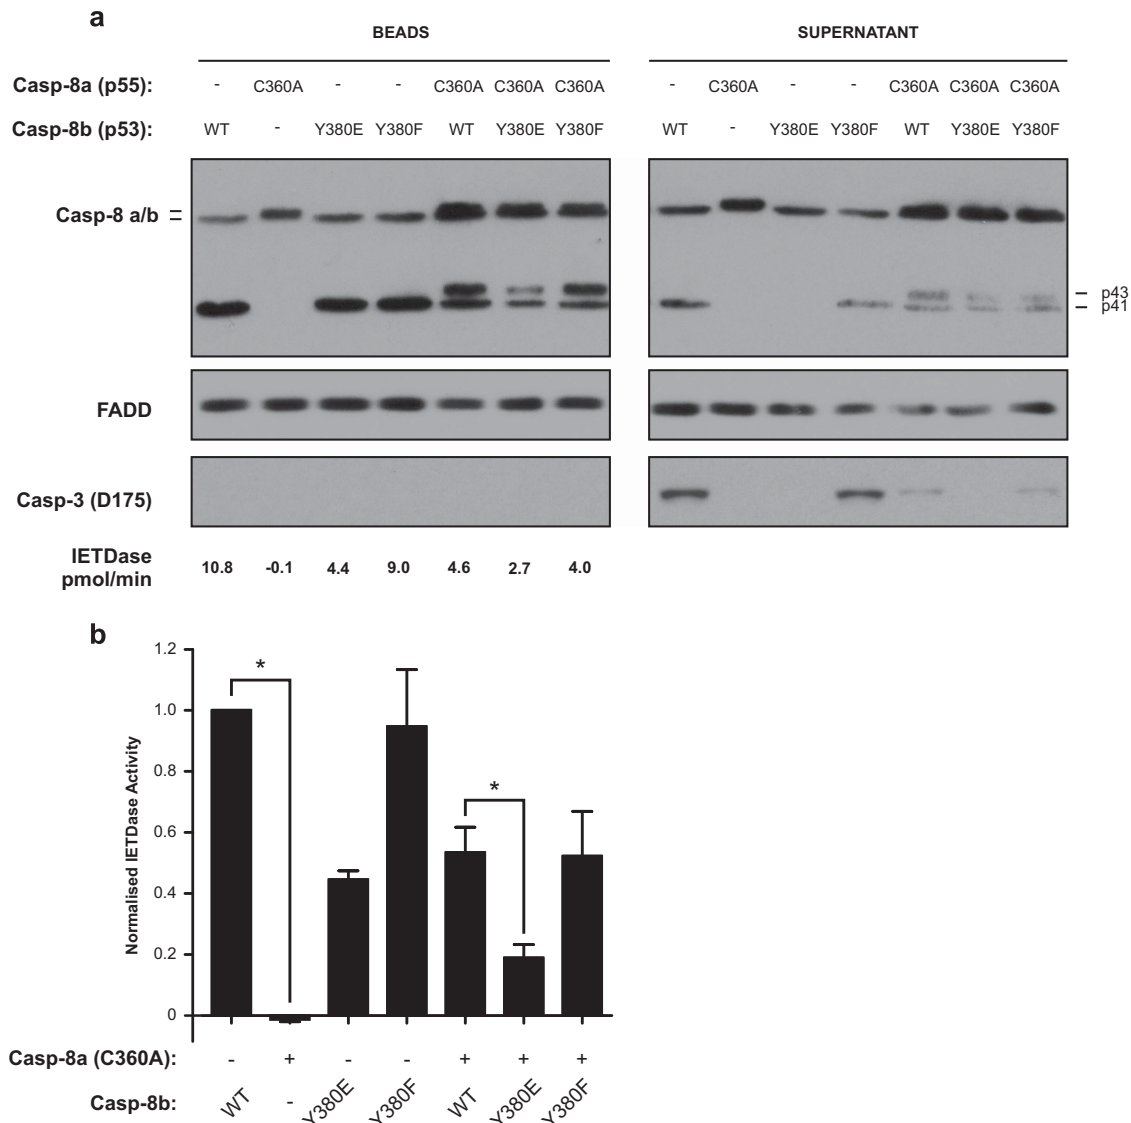 a
BEADS SUPERNATANT
Casp-8a (p55): - C360A - - C360A C360A C360A - C360A - - C360A C360A C360A
Casp-8b (p53): WT - Y380E Y380F WT Y380E Y380F WT - Y380E Y380F WT Y380E Y380F
Casp-8 a/b
p43
p41
FADD
Casp-3 (D175)
IETDase
pmol/min 10.8 -0.1 4.4 9.0 4.6 2.7 4.0
b
Normalised IETDase Activity
1.2
1.0
0.8
0.6
0.4
0.2
0
* *
Casp-8a (C360A): - + - - + + +
Casp-8b: WT - Y380E Y380F WT Y380E Y380F